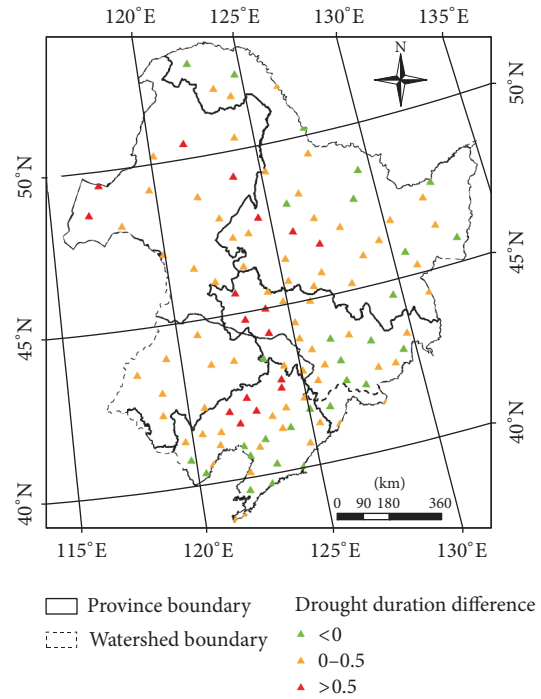 120°E 125°E 130°E 135°E
N
50°N
50°N
45°N
45°N
40°N
40°N
(km)
0 90 180 360
115°E 120°E 125°E 130°E
Province boundary
Watershed boundary
Drought duration difference
<0
0–0.5
>0.5